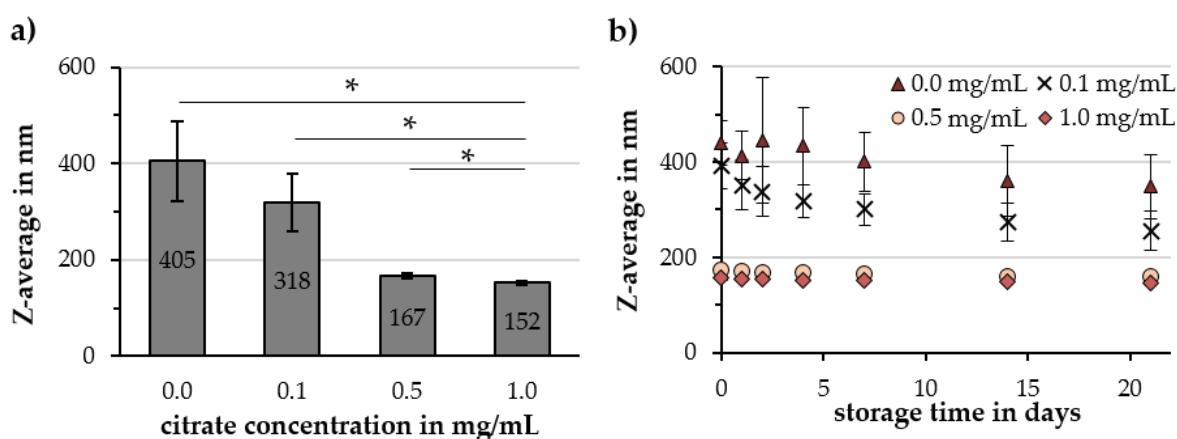 a)
600
400
200
0
Z-average in nm
*
*
*
405
318
167
152
0.0 0.1 0.5 1.0
citrate concentration in mg/mL
b)
600
400
200
0
Z-average in nm
0.0 mg/mL 0.1 mg/mL
0.5 mg/mL 1.0 mg/mL
0 5 10 15 20
storage time in days